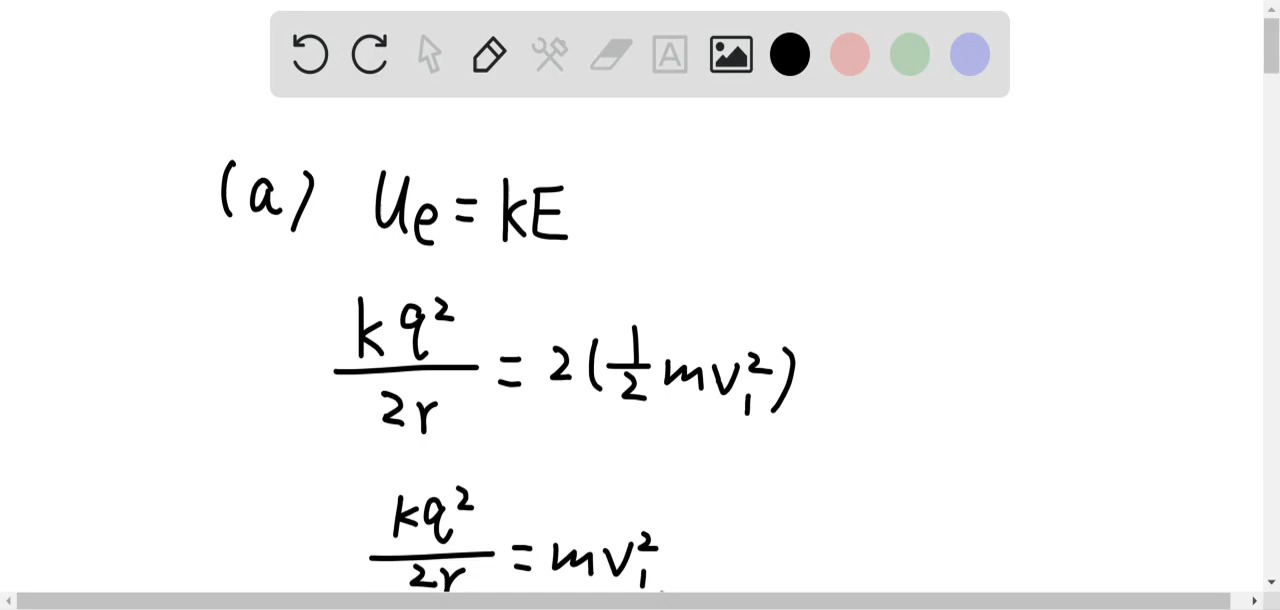 A
(a) Ue = kE
kq²/2r = 2(1/2 mv₁²)
kq²/2r = mv₁²